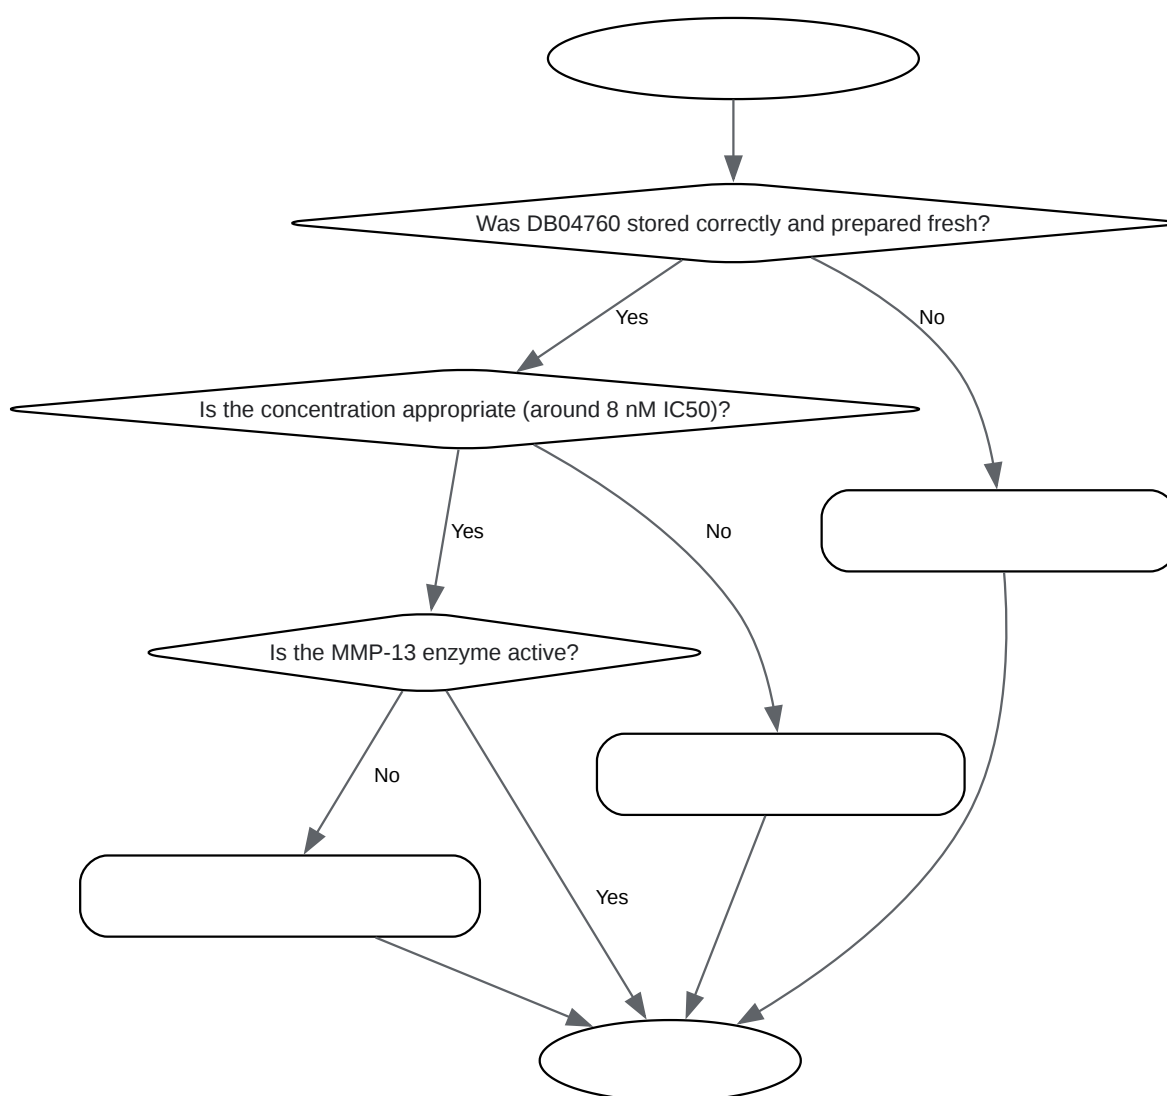 Was DB04760 stored correctly and prepared fresh?
Yes
No
Is the concentration appropriate (around 8 nM IC50)?
Yes
No
Is the MMP-13 enzyme active?
No
Yes